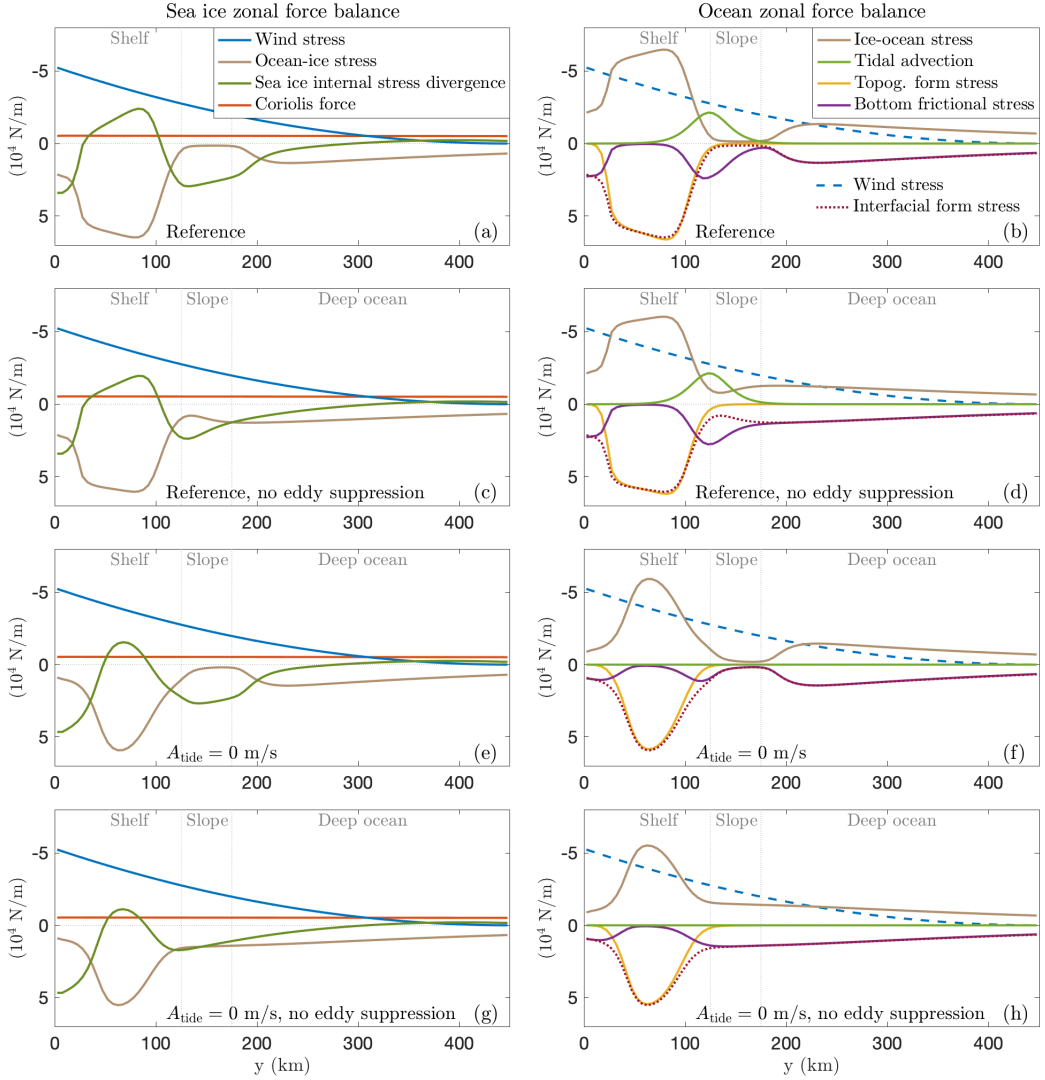 Sea ice zonal force balance
Ocean zonal force balance
Shelf
Wind stress
Ocean-ice stress
Sea ice internal stress divergence
Coriolis force
-5
0
5
(10⁴ N/m)
Reference
(a)
0
100
200
300
400
Shelf
Slope
Ice-ocean stress
Tidal advection
Topog. form stress
Bottom frictional stress
Wind stress
Interfacial form stress
-5
0
5
(10⁴ N/m)
Reference
(b)
0
100
200
300
400
Shelf
Slope
Deep ocean
-5
0
5
(10⁴ N/m)
Reference, no eddy suppression
(c)
0
100
200
300
400
Shelf
Slope
Deep ocean
-5
0
5
(10⁴ N/m)
Reference, no eddy suppression
(d)
0
100
200
300
400
Shelf
Slope
Deep ocean
-5
0
5
(10⁴ N/m)
A_tide = 0 m/s
(e)
0
100
200
300
400
Shelf
Slope
Deep ocean
-5
0
5
(10⁴ N/m)
A_tide = 0 m/s
(f)
0
100
200
300
400
Shelf
Slope
Deep ocean
-5
0
5
(10⁴ N/m)
A_tide = 0 m/s, no eddy suppression
(g)
0
100
200
300
400
y (km)
Shelf
Slope
Deep ocean
-5
0
5
(10⁴ N/m)
A_tide = 0 m/s, no eddy suppression
(h)
0
100
200
300
400
y (km)